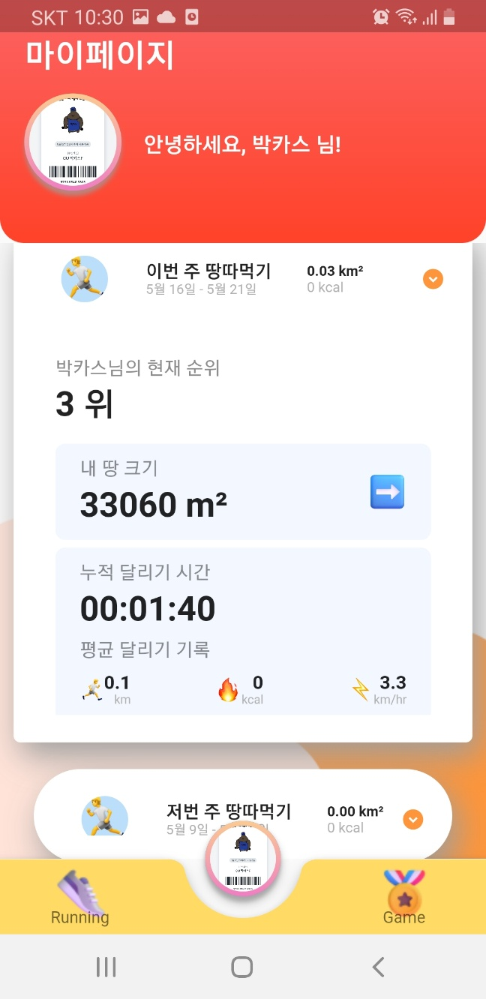 SKT 10:30
마이페이지
안녕하세요, 박카스 님!
이번 주 땅따먹기
0.03 km²
5월 16일 - 5월 21일
0 kcal
박카스님의 현재 순위
3 위
내 땅 크기
33060 m²
누적 달리기 시간
00:01:40
평균 달리기 기록
0.1
km
0
kcal
3.3
km/hr
저번 주 땅따먹기
0.00 km²
5월 9일 -
0 kcal
Running
Game